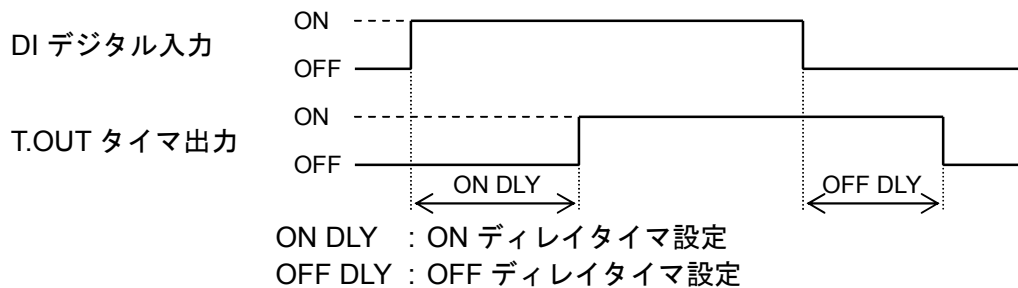 ON
DI デジタル入力
OFF
ON
T.OUT タイマ出力
OFF
ON DLY
OFF DLY
ON DLY : ON ディレイタイマ設定
OFF DLY : OFF ディレイタイマ設定